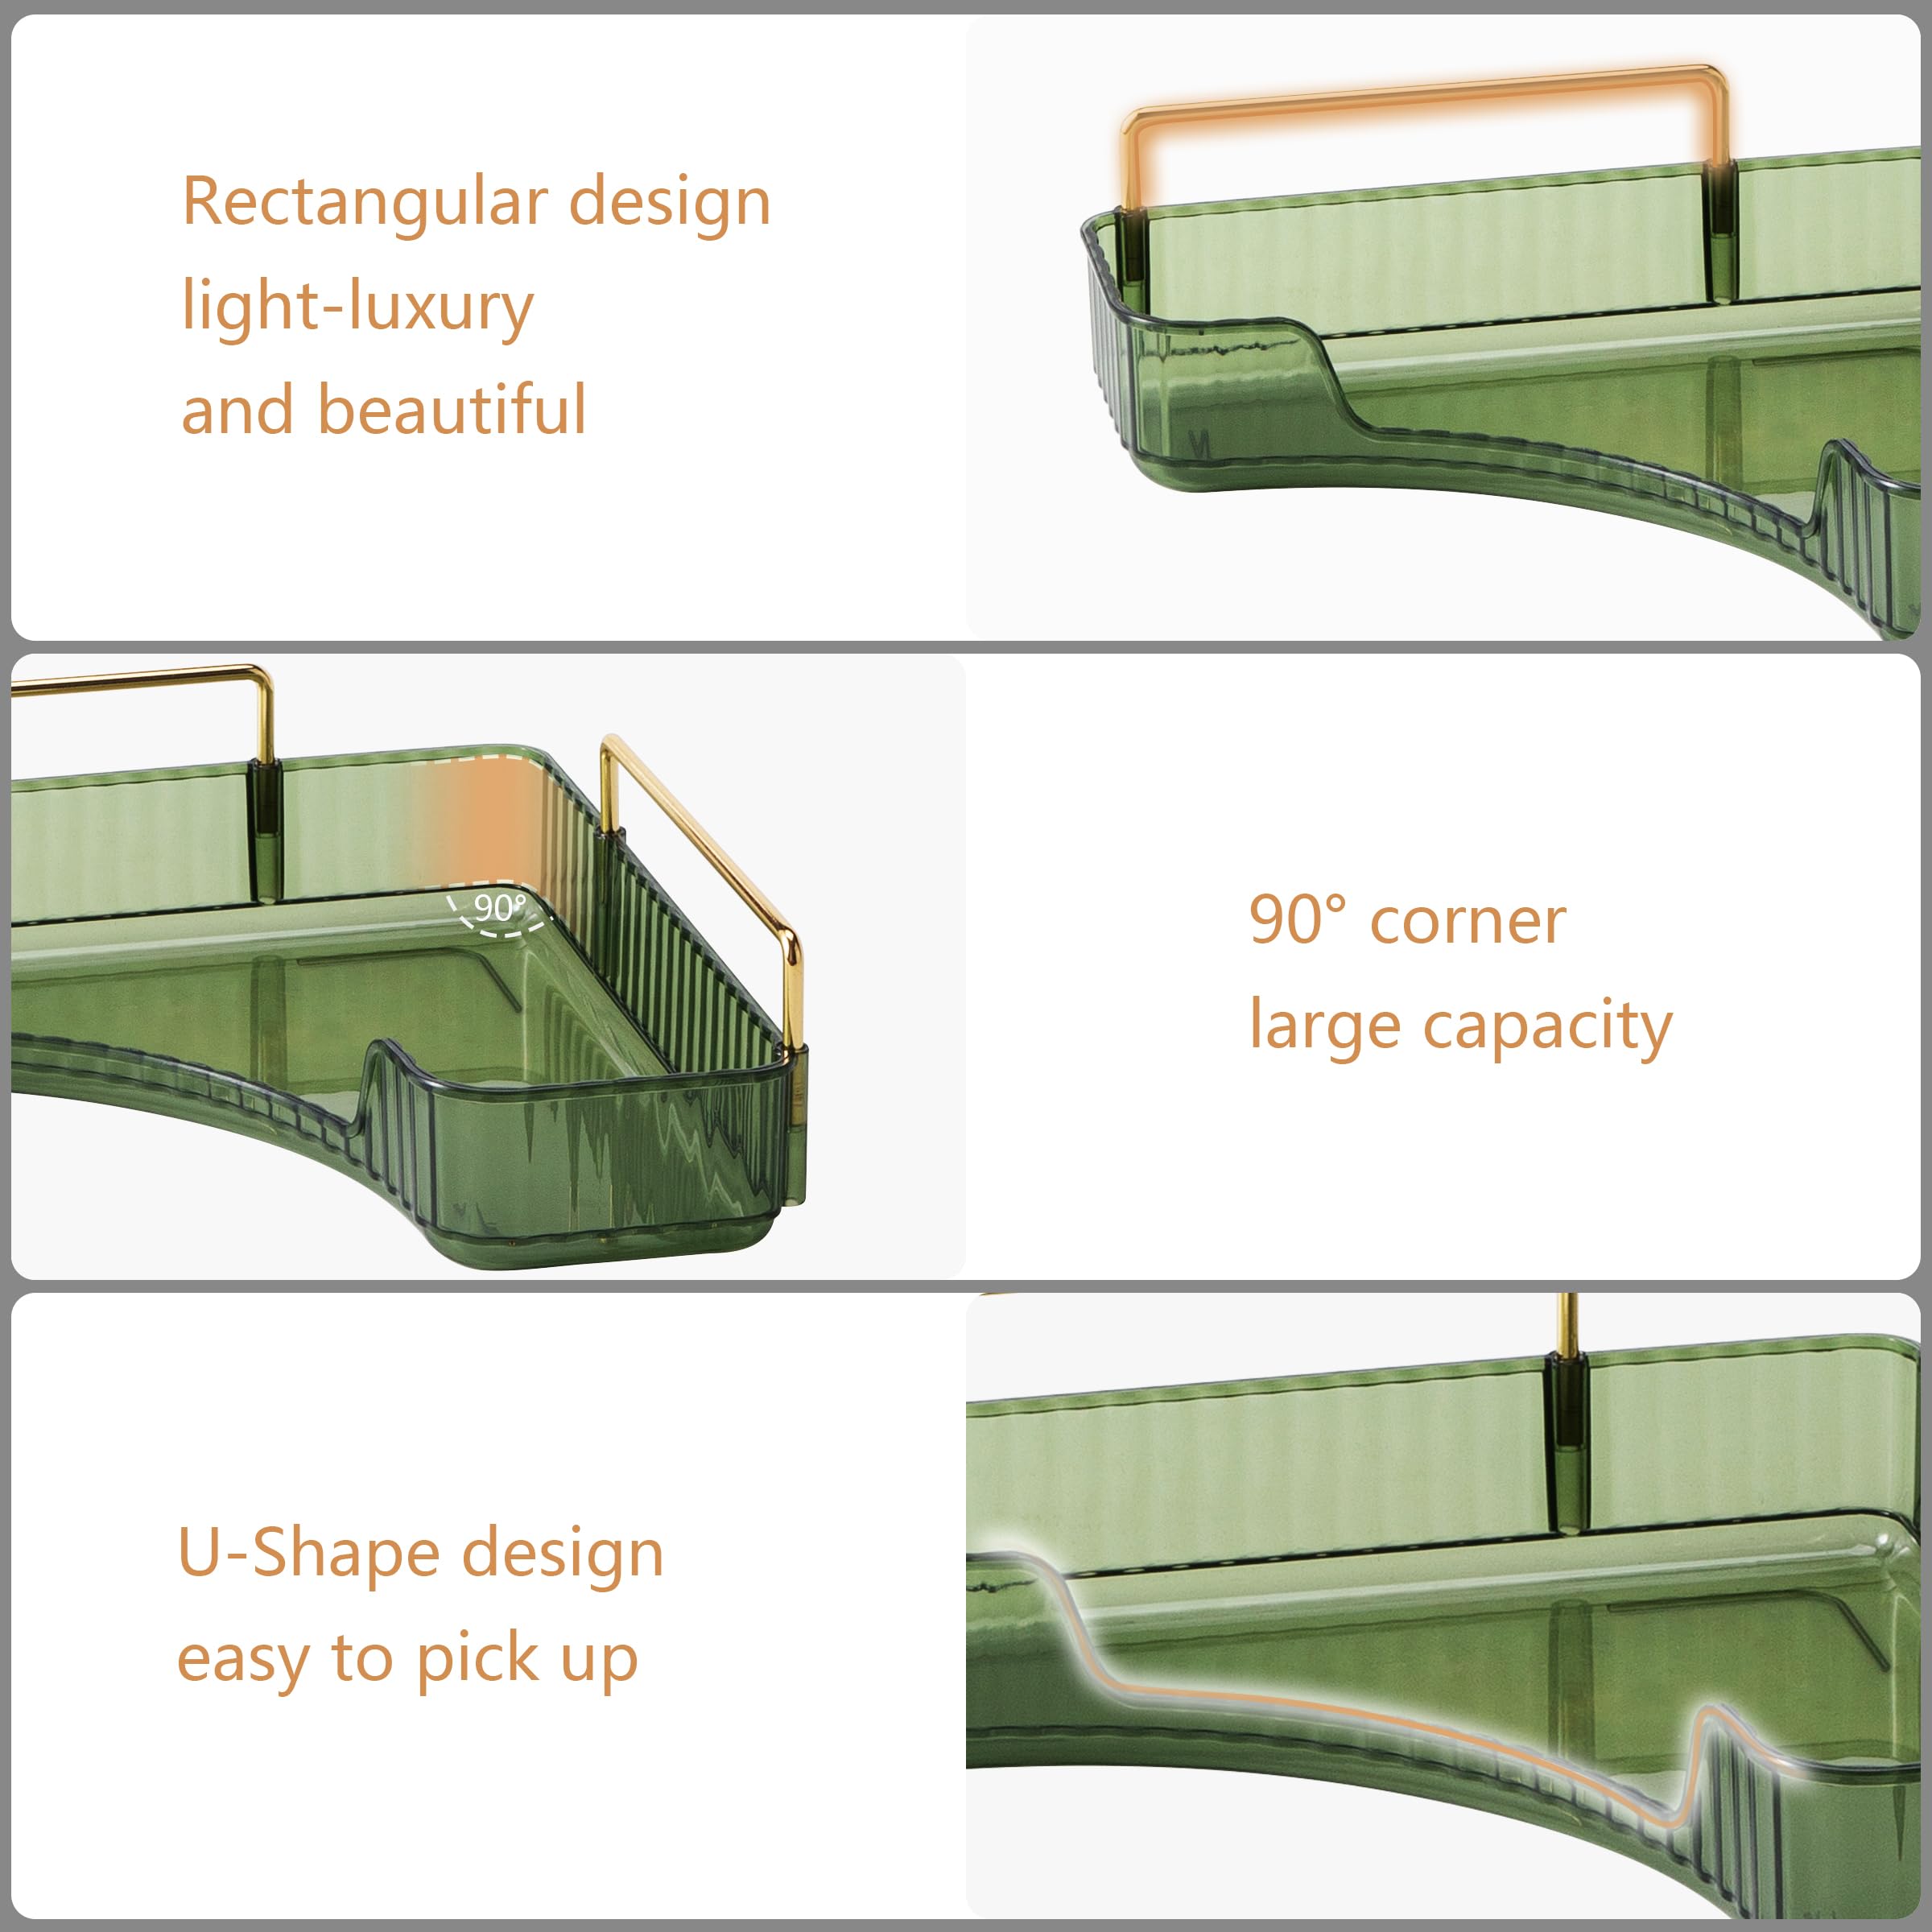 Rectangular design
light-luxury
and beautiful
90°
90° corner
large capacity
U-Shape design
easy to pick up